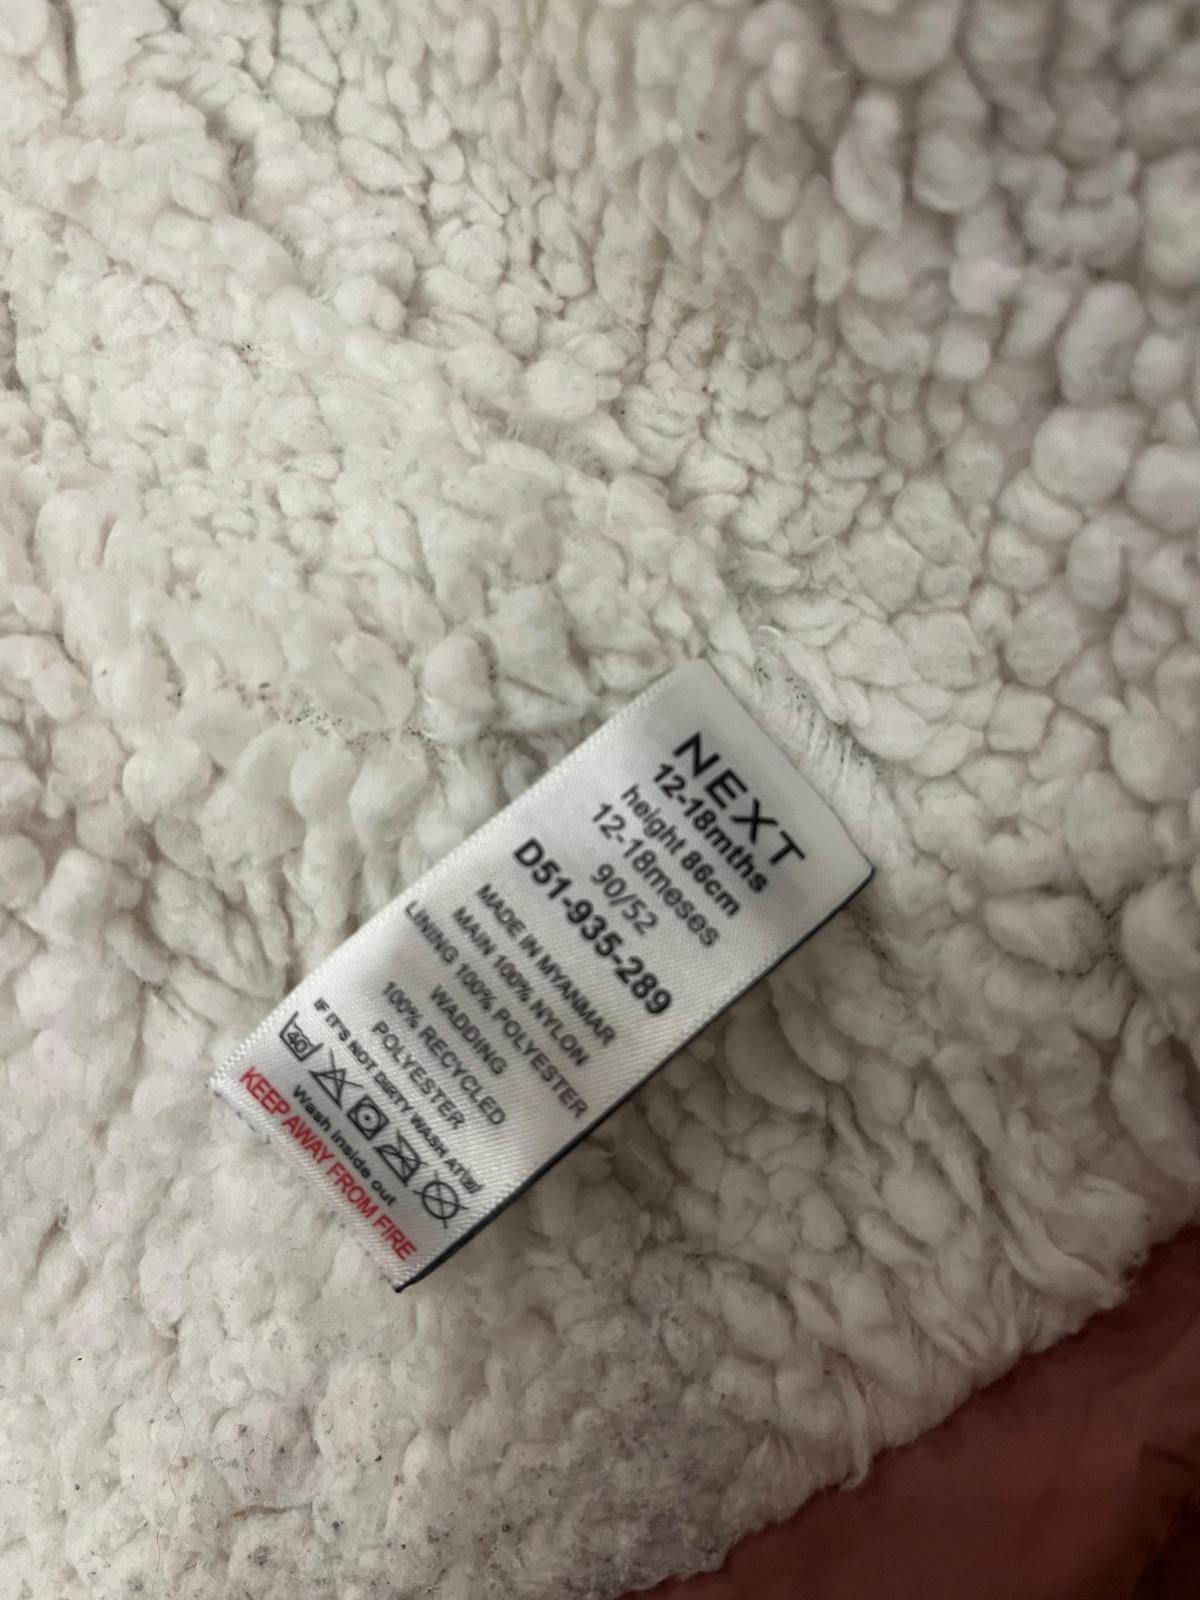 NEXT
12-18mths
height 86cm
12-18meses
90/52
D51-935-289
MADE IN MYANMAR
MAIN 100% NYLON
LINING 100% POLYESTER
WADDING
100% RECYCLED
POLYESTER
IF IT'S NOT DIRTY WASH AT
40
Wash inside out
KEEP AWAY FROM FIRE